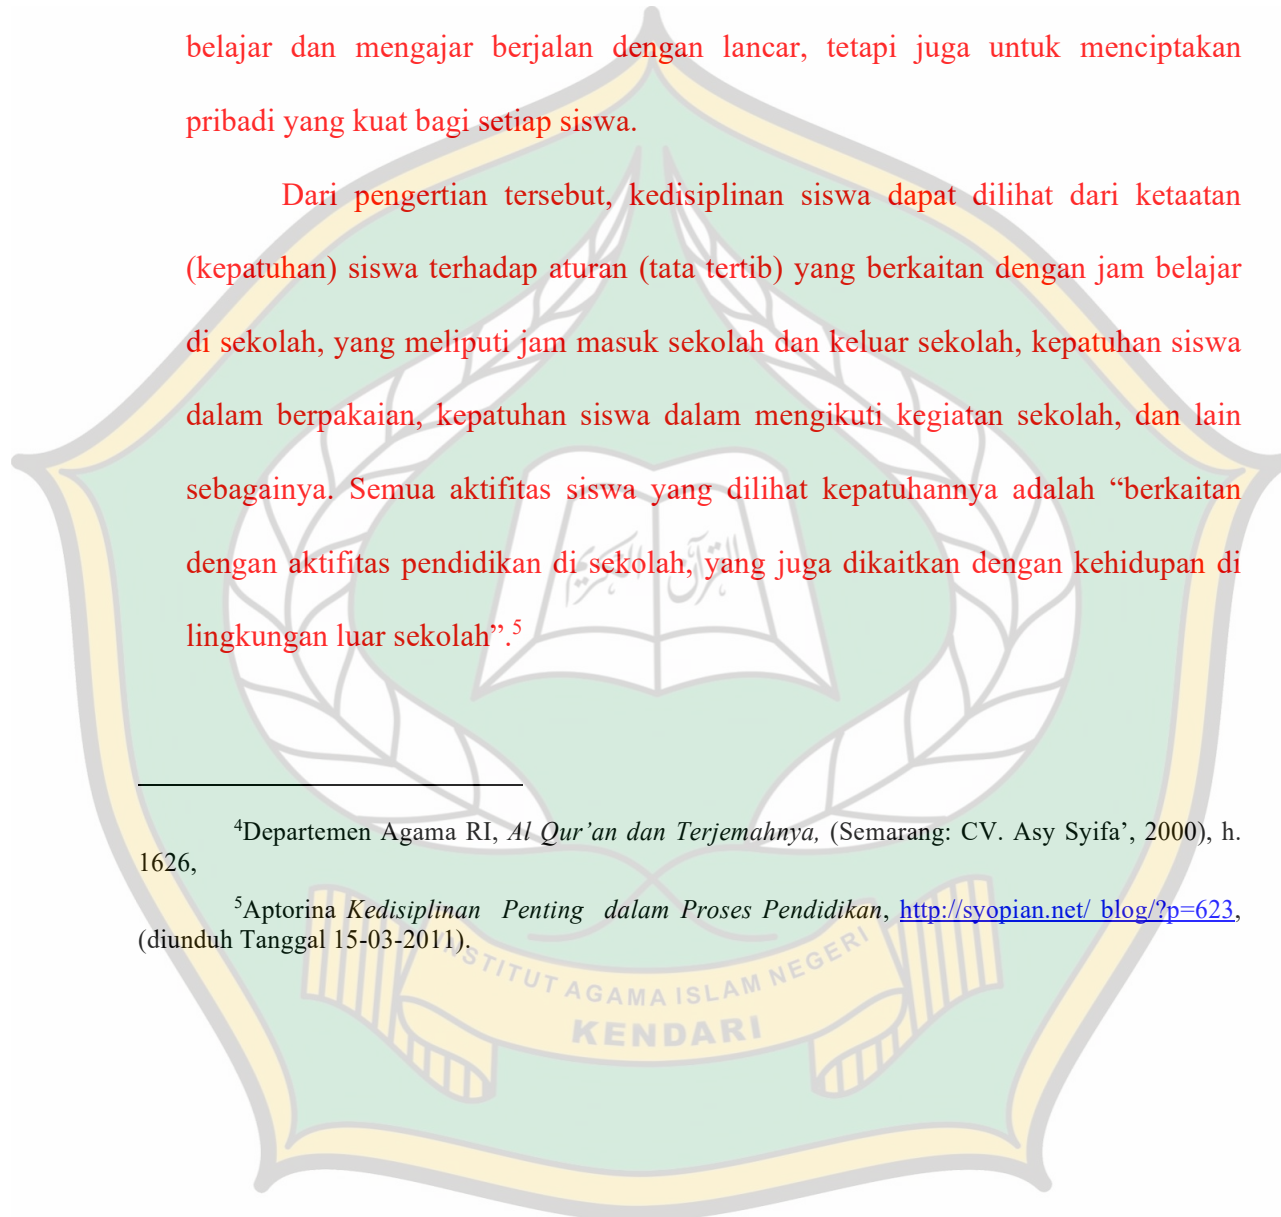 belajar dan mengajar berjalan dengan lancar, tetapi juga untuk menciptakan
pribadi yang kuat bagi setiap siswa.
Dari pengertian tersebut, kedisiplinan siswa dapat dilihat dari ketaatan
(kepatuhan) siswa terhadap aturan (tata tertib) yang berkaitan dengan jam belajar
di sekolah, yang meliputi jam masuk sekolah dan keluar sekolah, kepatuhan siswa
dalam berpakaian, kepatuhan siswa dalam mengikuti kegiatan sekolah, dan lain
sebagainya. Semua aktifitas siswa yang dilihat kepatuhannya adalah “berkaitan
dengan aktifitas pendidikan di sekolah, yang juga dikaitkan dengan kehidupan di
lingkungan luar sekolah”.5
القرآن الكريم
4Departemen Agama RI, Al Qur’an dan Terjemahnya, (Semarang: CV. Asy Syifa’, 2000), h.
1626,
5Aptorina Kedisiplinan Penting dalam Proses Pendidikan, http://syopian.net/ blog/?p=623,
(diunduh Tanggal 15-03-2011).
INSTITUT AGAMA ISLAM NEGERI
KENDARI